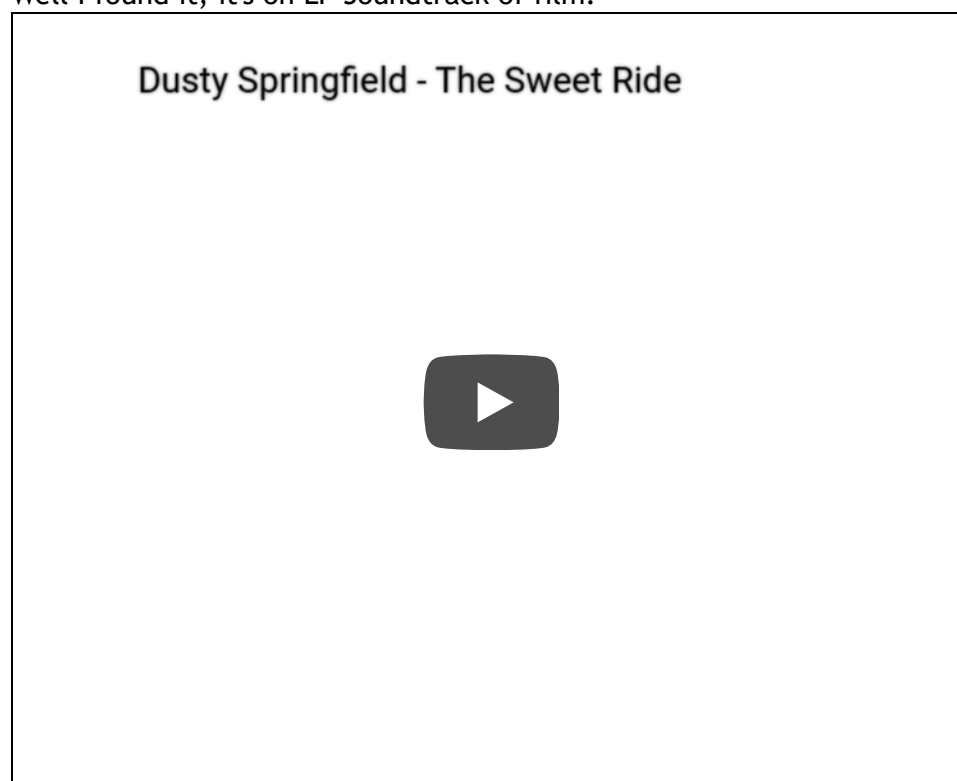 Well I found it, it's on LP Soundtrack of film.
Dusty Springfield - The Sweet Ride